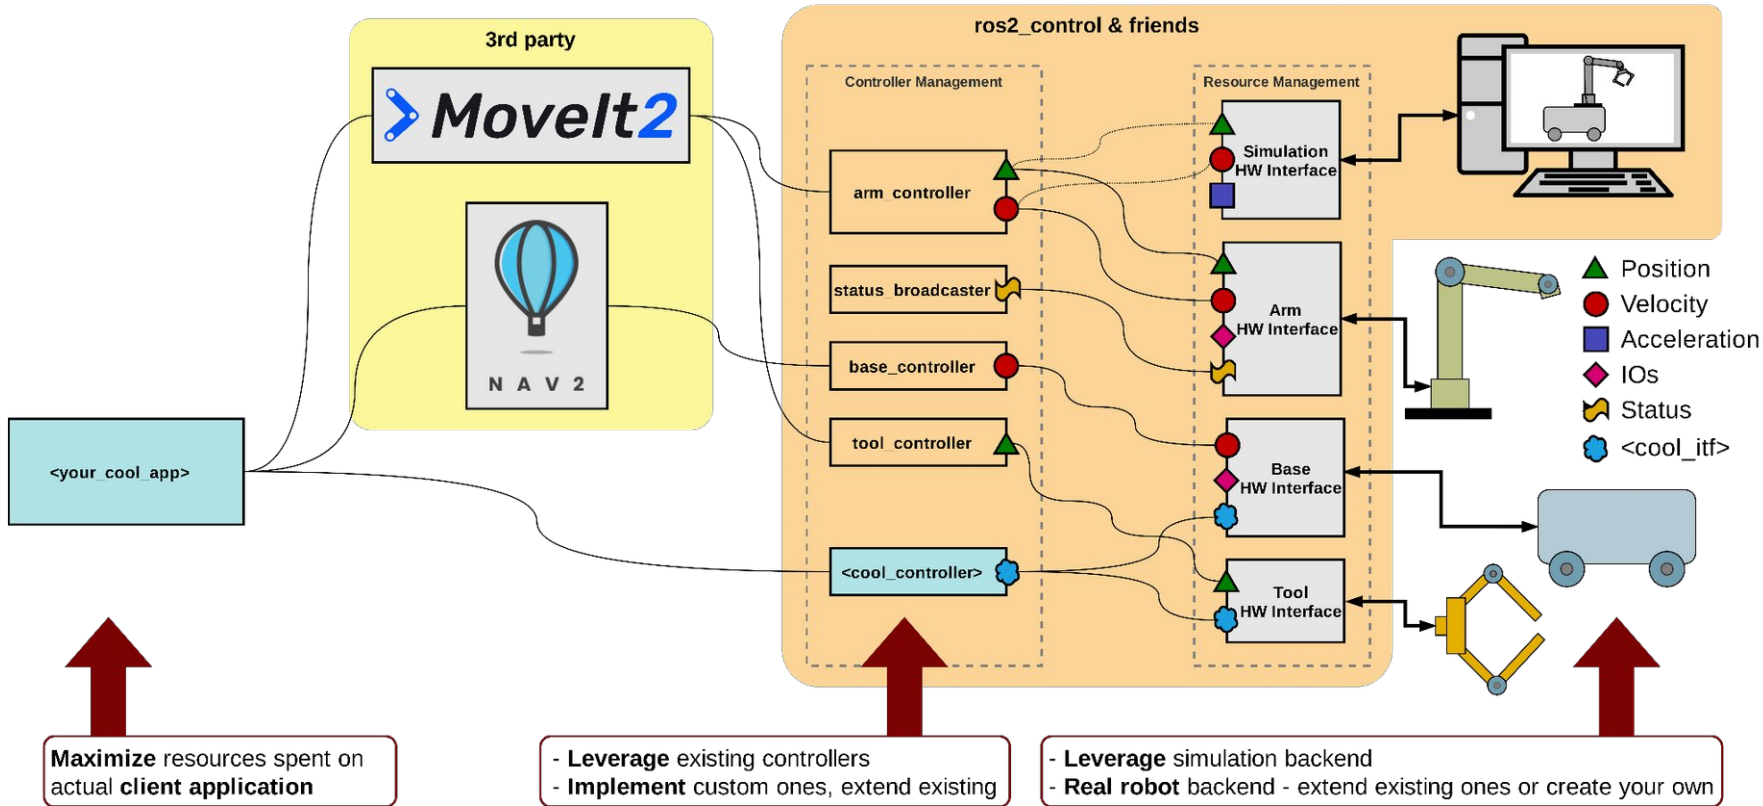 3rd party
MoveIt2
NAV2
<your_cool_app>
ros2_control & friends
Controller Management
arm_controller
status_broadcaster
base_controller
tool_controller
<cool_controller>
Resource Management
Simulation
HW Interface
Arm
HW Interface
Base
HW Interface
Tool
HW Interface
Position
Velocity
Acceleration
IOs
Status
<cool_itf>
Maximize resources spent on
actual client application
- Leverage existing controllers
- Implement custom ones, extend existing
- Leverage simulation backend
- Real robot backend - extend existing ones or create your own